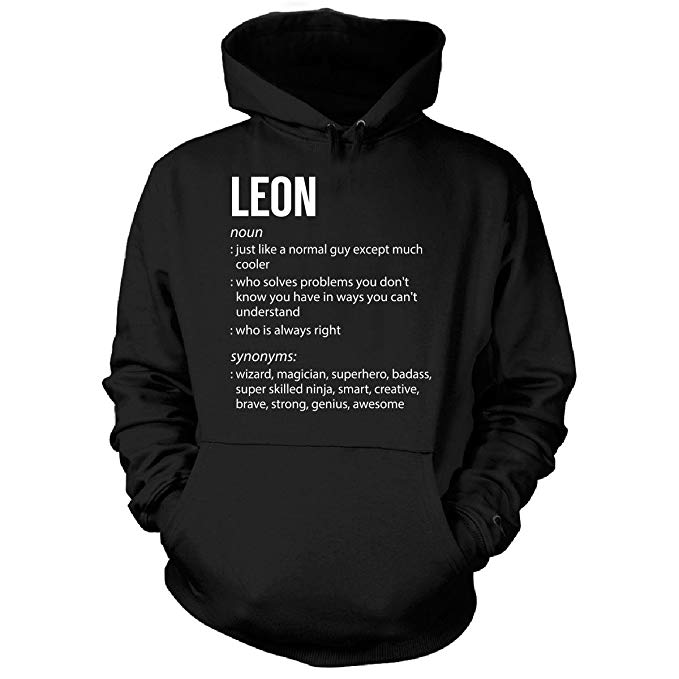 LEON
noun
: just like a normal guy except much
cooler
: who solves problems you don't
know you have in ways you can't
understand
: who is always right
synonyms:
: wizard, magician, superhero, badass,
super skilled ninja, smart, creative,
brave, strong, genius, awesome